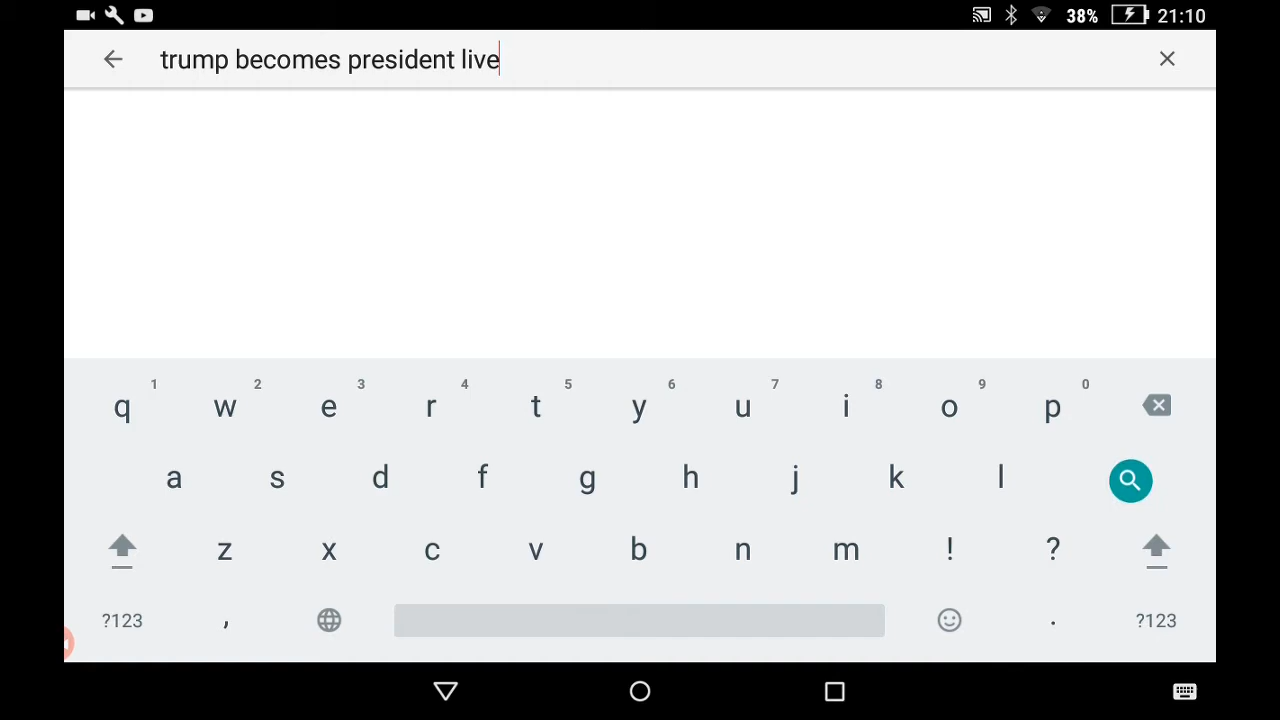 38% 21:10
trump becomes president live
1 2 3 4 5 6 7 8 9 0
q w e r t y u i o p
a s d f g h j k l
z x c v b n m ! ?
?123 , . ?123